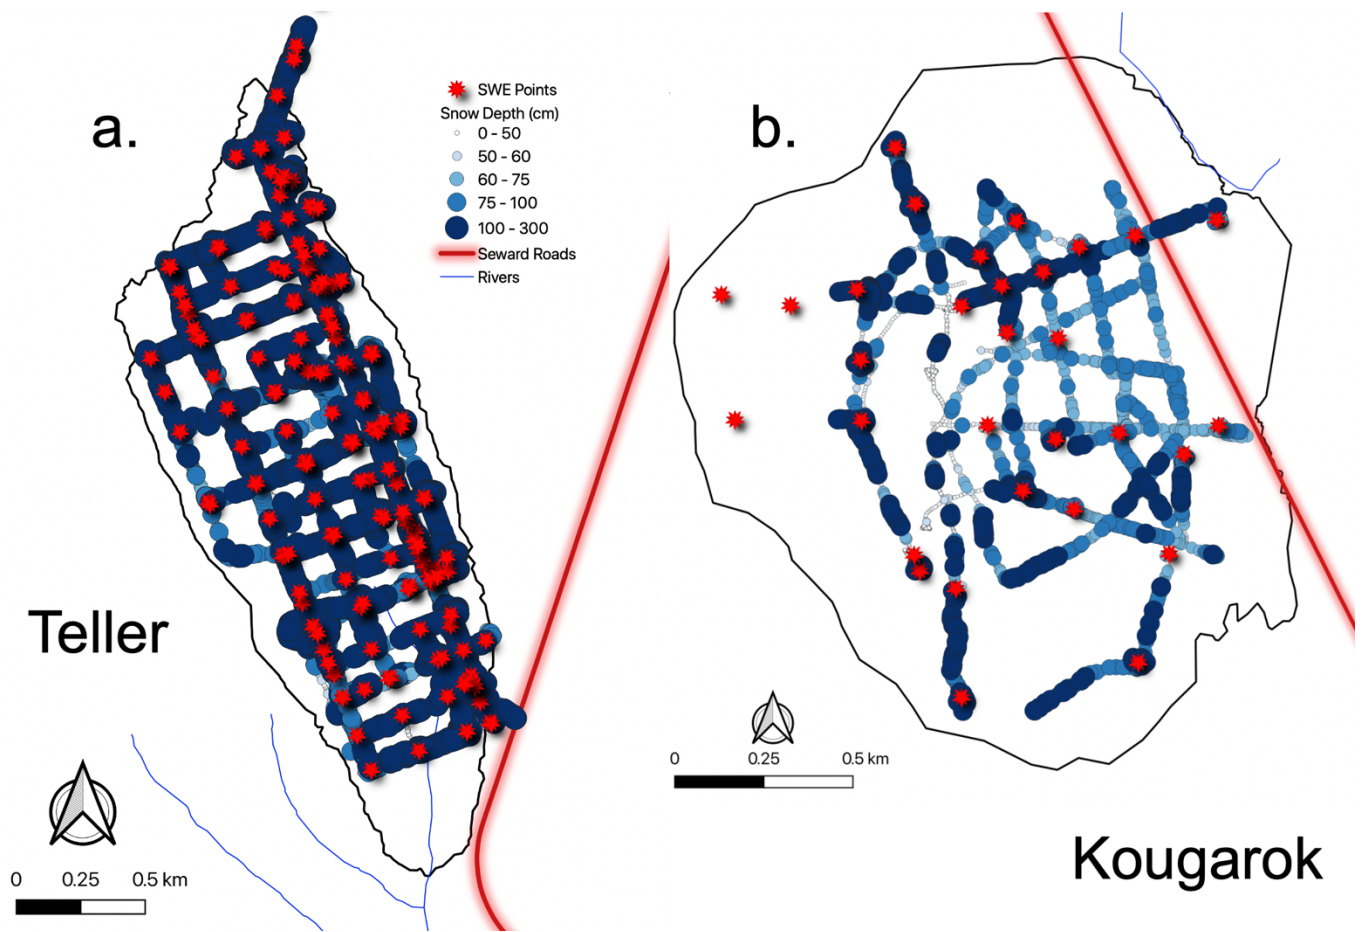 a.
SWE Points
Snow Depth (cm)
0 - 50
50 - 60
60 - 75
75 - 100
100 - 300
Seward Roads
Rivers
Teller
0 0.25 0.5 km
b.
0 0.25 0.5 km
Kougarok